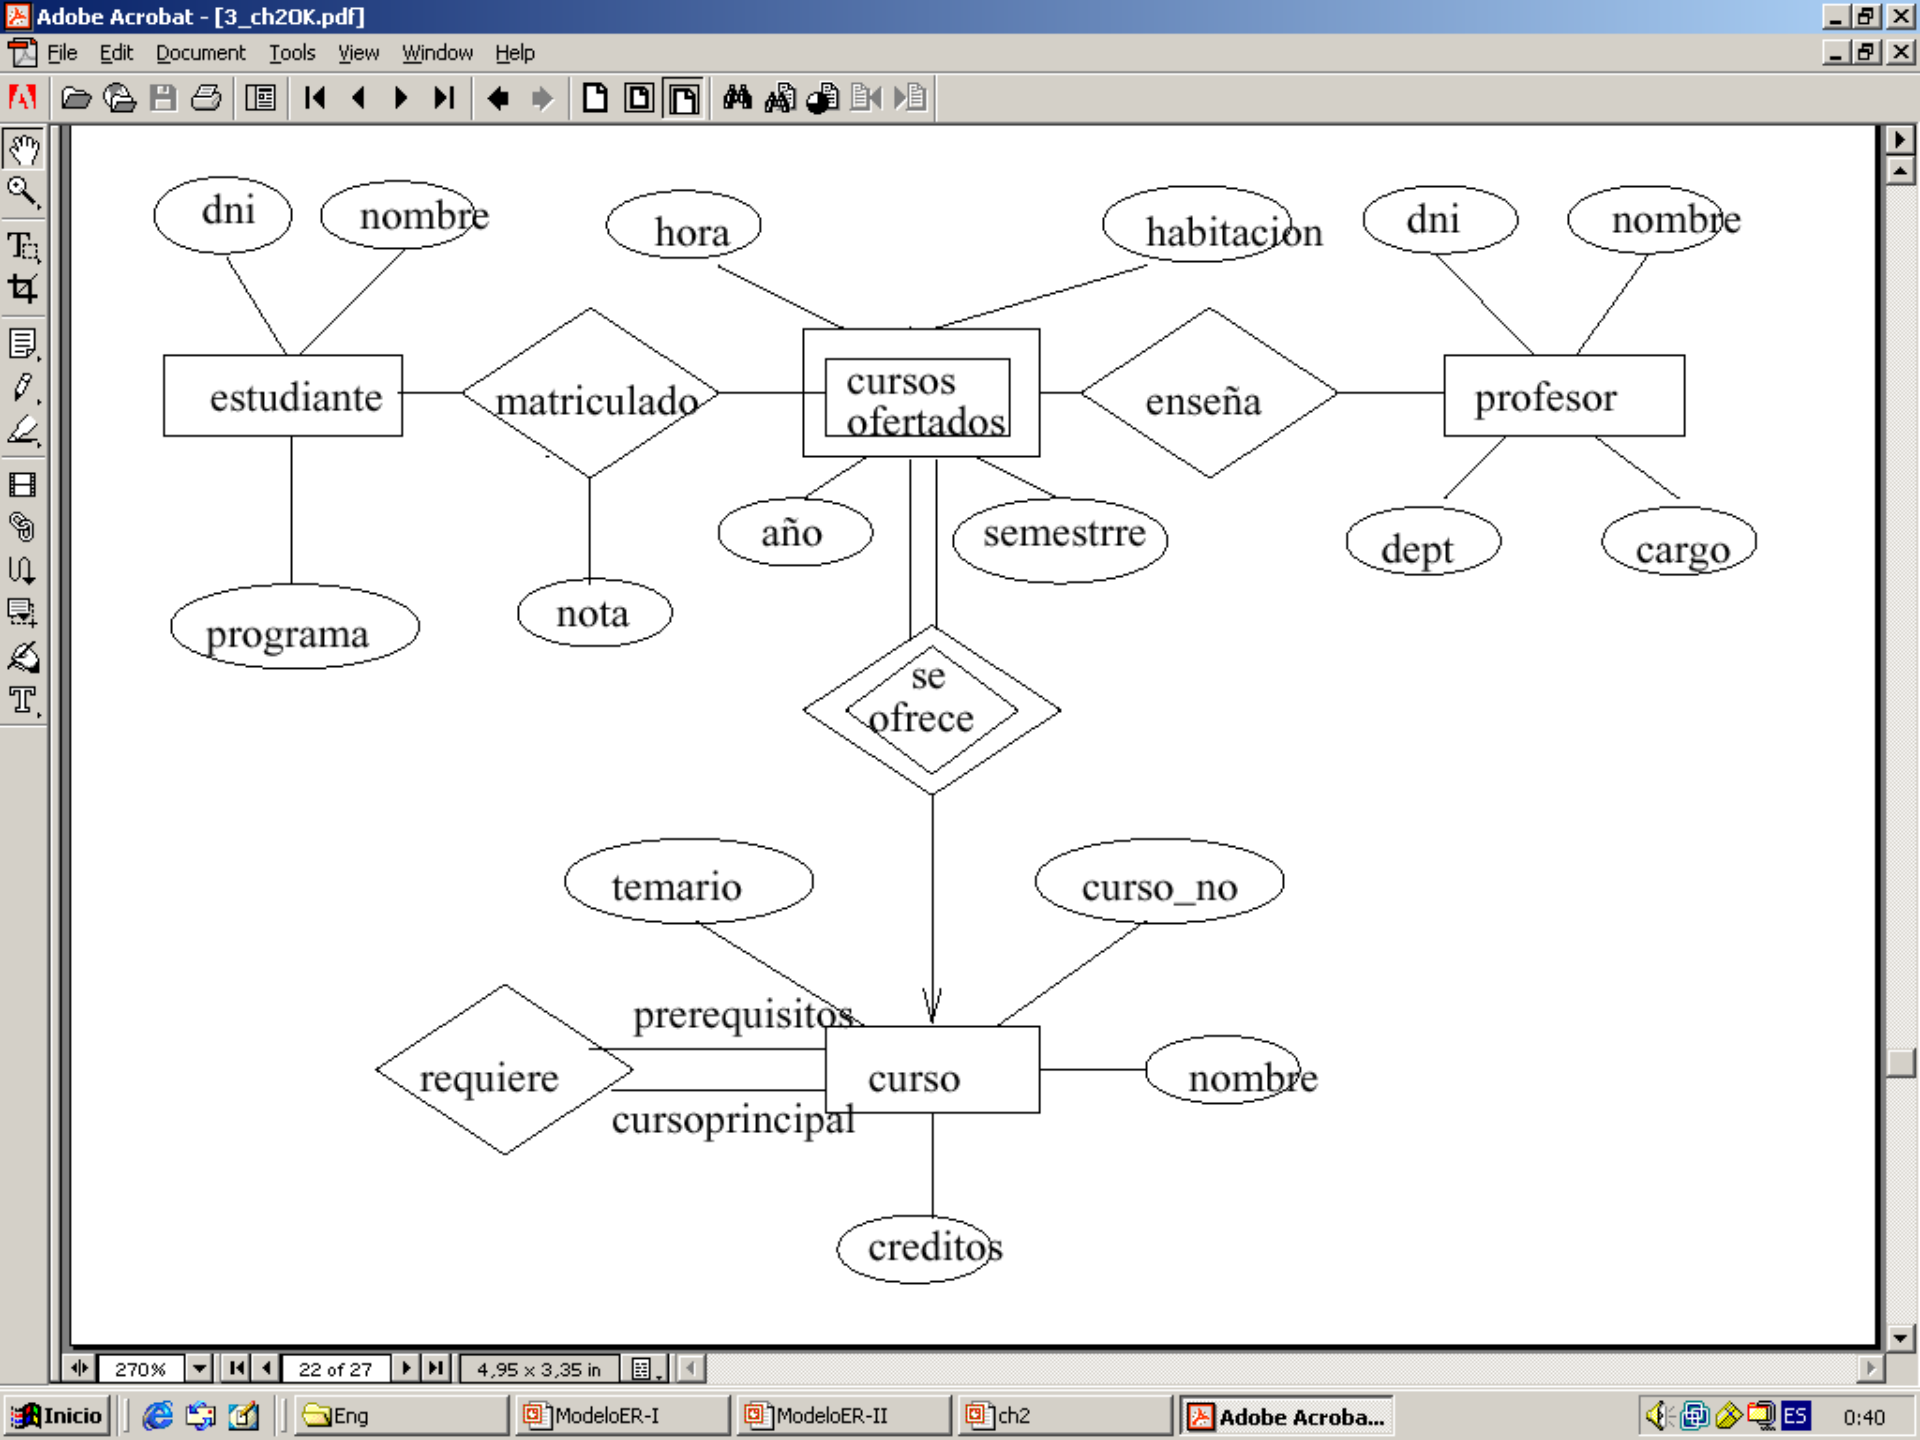 Adobe Acrobat - [3_ch2OK.pdf]
File Edit Document Tools View Window Help
dni nombre hora habitacion dni nombre
estudiante matriculado cursos ofertados enseña profesor
año semestrre dept cargo
programa nota
se
ofrece
temario curso_no
prerequisitos
requiere curso nombre
cursoprincipal
creditos
270% 22 of 27 4,95 x 3,35 in
Inicio Eng ModeloER-I ModeloER-II ch2 Adobe Acroba... ES 0:40